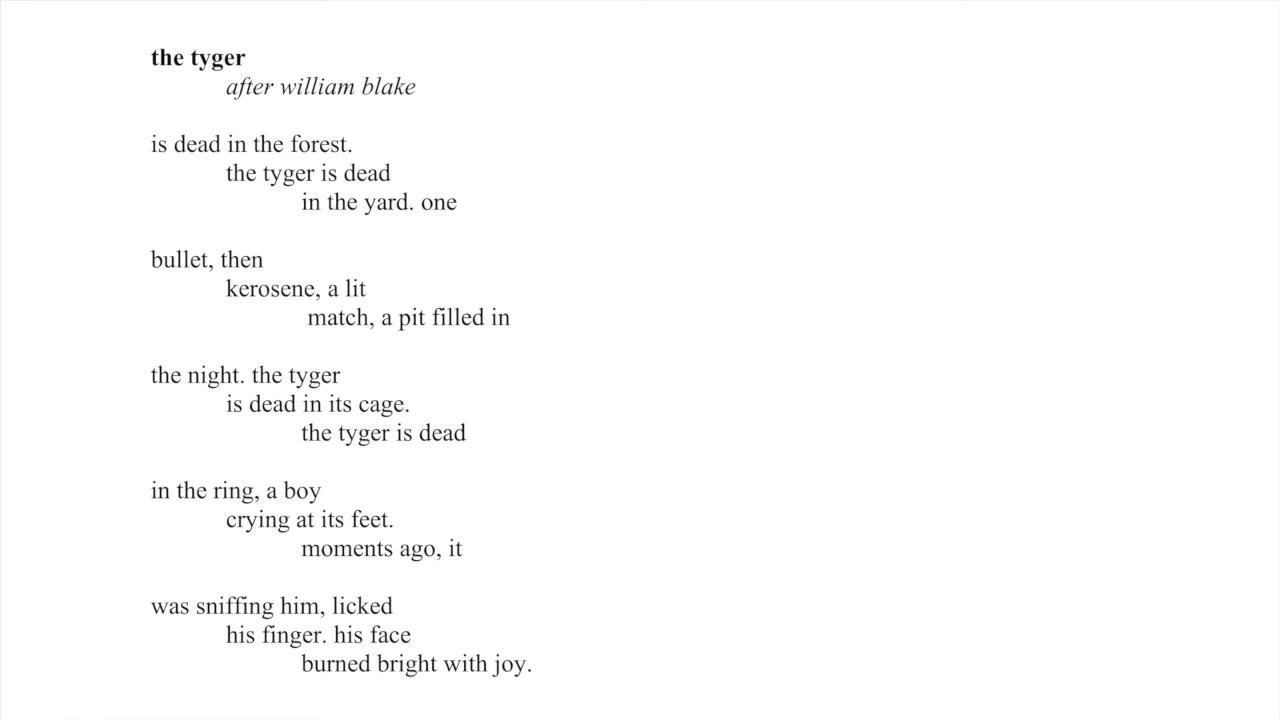 the tyger
after william blake
is dead in the forest.
the tyger is dead
in the yard. one
bullet, then
kerosene, a lit
match, a pit filled in
the night. the tyger
is dead in its cage.
the tyger is dead
in the ring, a boy
crying at its feet.
moments ago, it
was sniffing him, licked
his finger. his face
burned bright with joy.